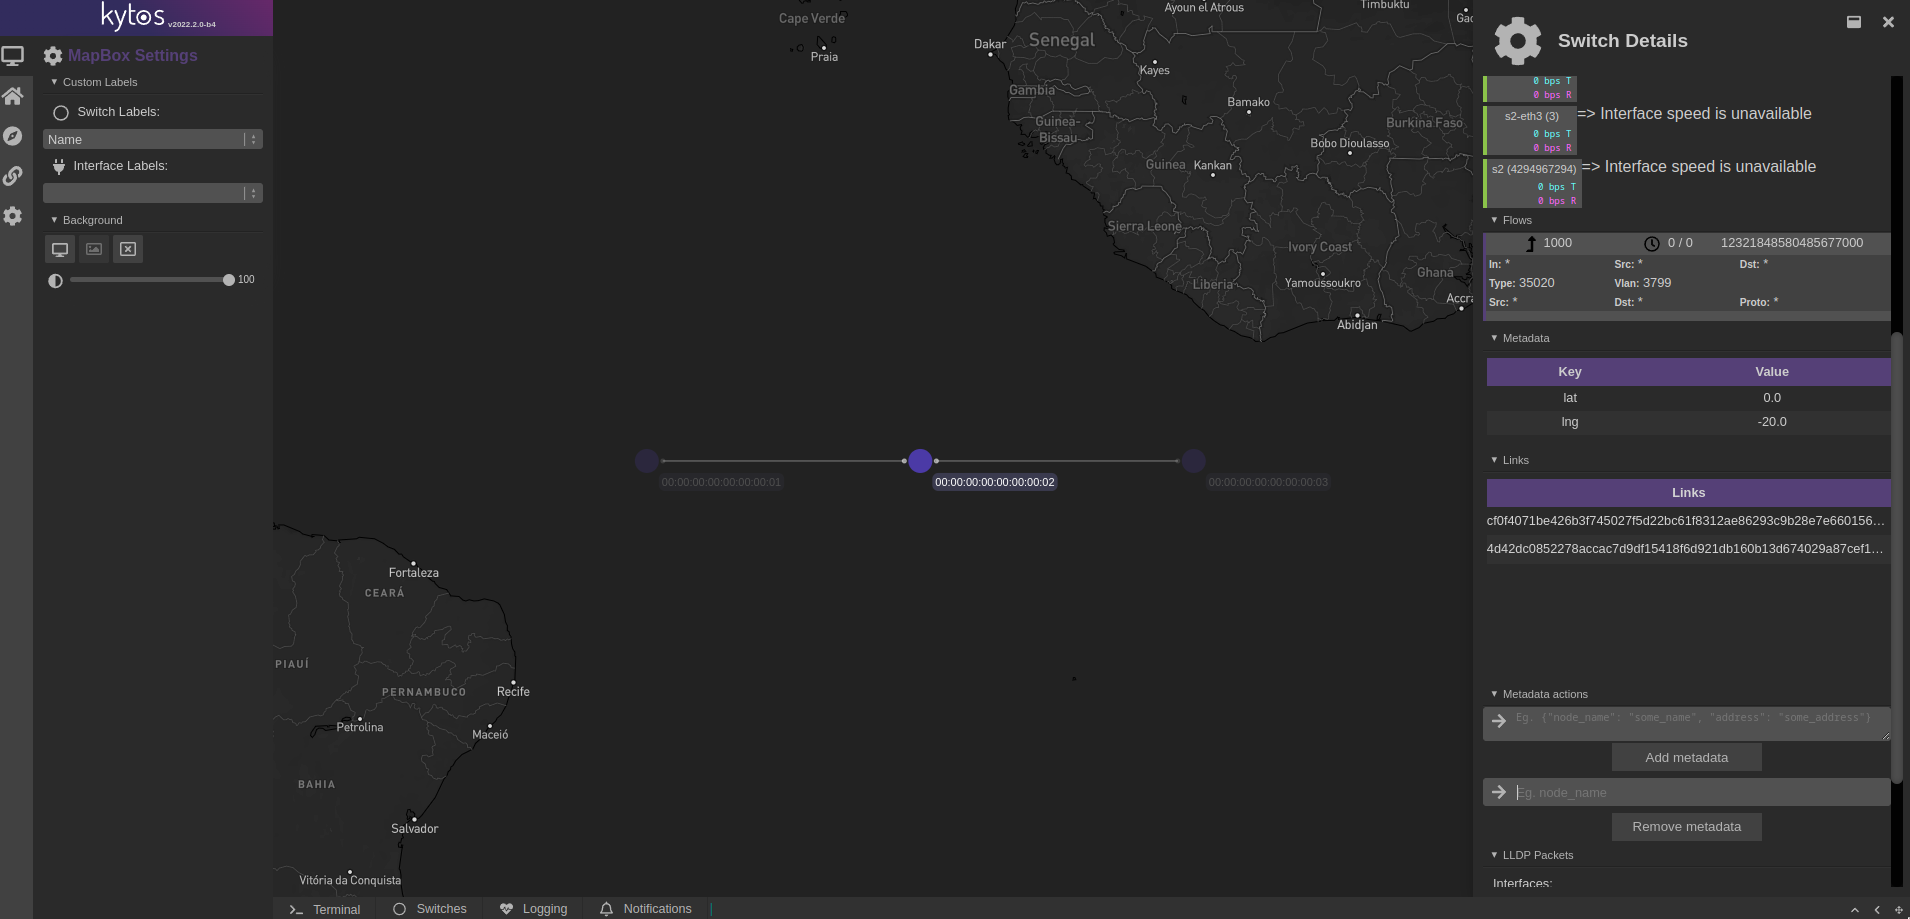 kytos v2022.2.0-b4
MapBox Settings
Custom Labels
Switch Labels:
Name
Interface Labels:
Background
100
Cape Verde
Praia
Dakar
Senegal
Ayoun el Atrous
Timbuktu
Kayes
Gambia
Bamako
Guinea-
Bissau
Burkina Faso
Bobo Dioulasso
Guinea
Kankan
Sierra Leone
Ivory Coast
Ghana
Liberia
Yamoussoukro
Accra
Abidjan
00:00:00:00:00:00:00:01
00:00:00:00:00:00:00:02
00:00:00:00:00:00:00:03
Fortaleza
CEARÁ
PIAUÍ
PERNAMBUCO
Recife
Petrolina
Maceió
BAHIA
Salvador
Vitória da Conquista
Terminal
Switches
Logging
Notifications
Switch Details
0 bps T
0 bps R
s2-eth3 (3)
0 bps T
0 bps R
=> Interface speed is unavailable
s2 (4294967294)
0 bps T
0 bps R
=> Interface speed is unavailable
Flows
1000 0 / 0 12321848580485677000
In: * Src: * Dst: *
Type: 35020 Vlan: 3799
Src: * Dst: * Proto: *
Metadata
Key Value
lat 0.0
lng -20.0
Links
Links
cf0f4071be426b3f745027f5d22bc61f8312ae86293c9b28e7e660156...
4d42dc0852278accac7d9df15418f6d921db160b13d674029a87cef1...
Metadata actions
Eg. {"node_name": "some_name", "address": "some_address"}
Add metadata
Eg. node_name
Remove metadata
LLDP Packets
Interfaces: